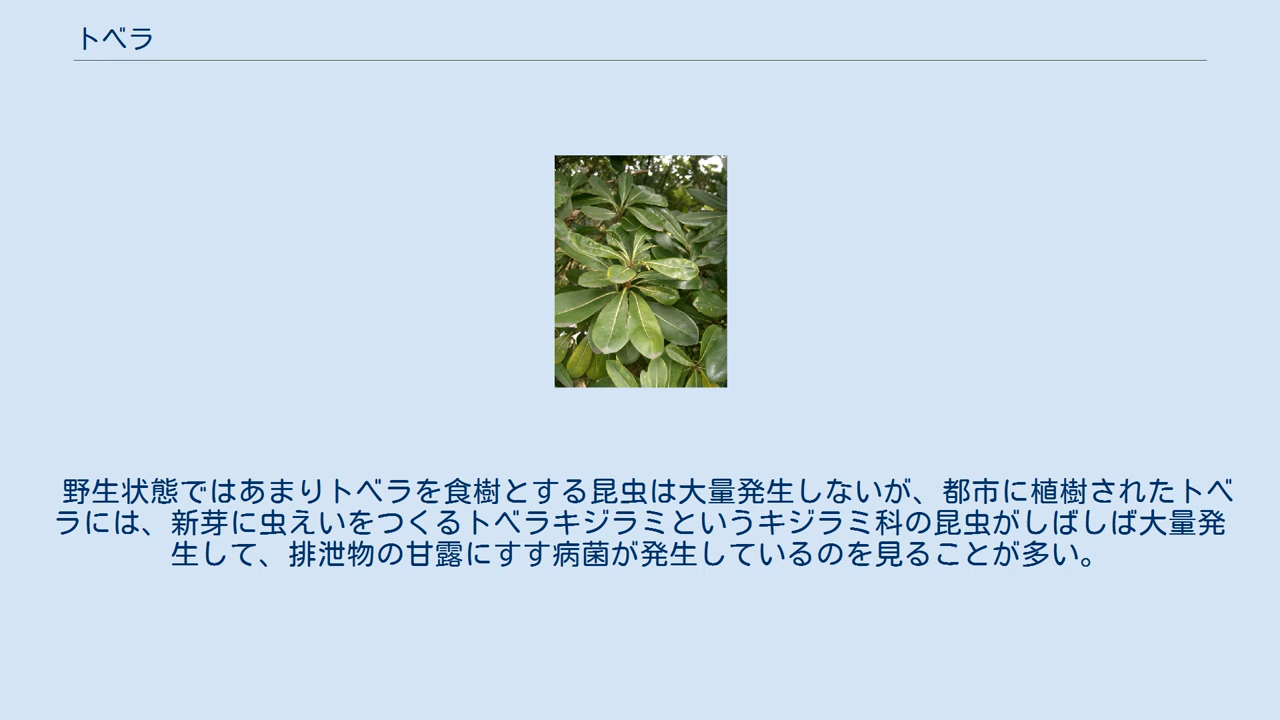 トベラ
野生状態ではあまりトベラを食樹とする昆虫は大量発生しないが、都市に植樹されたトベ
ラには、新芽に虫えいをつくるトベラキジラミというキジラミ科の昆虫がしばしば大量発
生して、排泄物の甘露にすす病菌が発生しているのを見ることが多い。